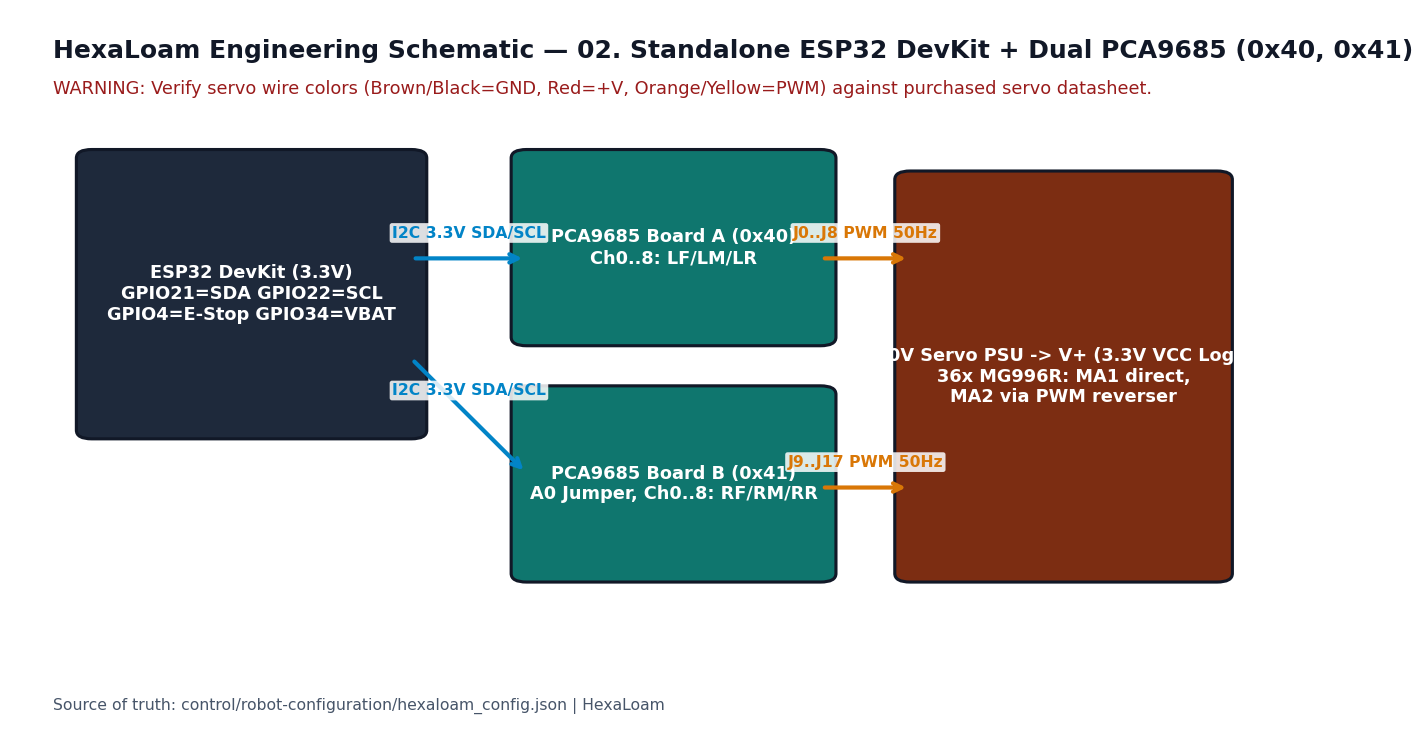 HexaLoam Engineering Schematic — 02. Standalone ESP32 DevKit + Dual PCA9685 (0x40, 0x41)
WARNING: Verify servo wire colors (Brown/Black=GND, Red=+V, Orange/Yellow=PWM) against purchased servo datasheet.
ESP32 DevKit (3.3V)
GPIO21=SDA GPIO22=SCL
GPIO4=E-Stop GPIO34=VBAT
I2C 3.3V SDA/SCL
I2C 3.3V SDA/SCL
PCA9685 Board A (0x40)
Ch0..8: LF/LM/LR
PCA9685 Board B (0x41)
A0 Jumper, Ch0..8: RF/RM/RR
J0..J8 PWM 50Hz
J9..J17 PWM 50Hz
Servo PSU -> V+ (3.3V VCC
36x MG996R: MA1 direct,
MA2 via PWM reverser
Source of truth: control/robot-configuration/hexaloam_config.json | HexaLoam